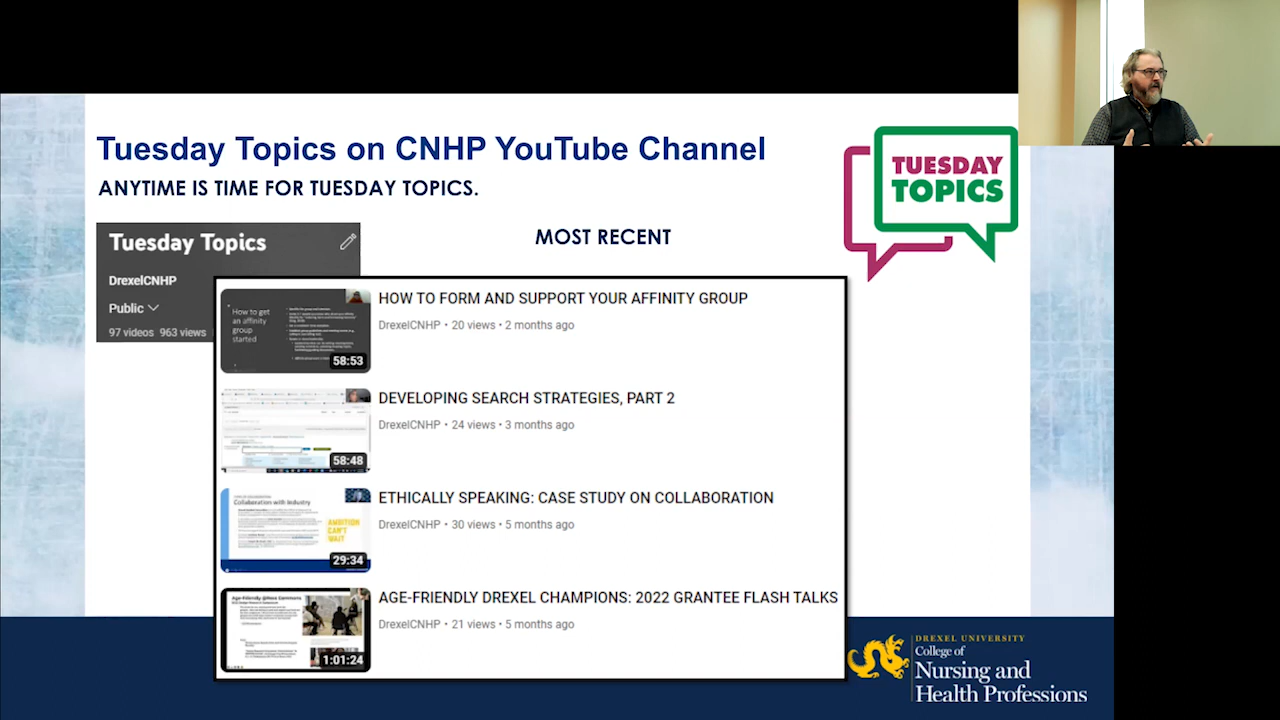 Tuesday Topics on CNHP YouTube Channel
ANYTIME IS TIME FOR TUESDAY TOPICS.
TUESDAY
TOPICS
MOST RECENT
Tuesday Topics
DrexelCNHP
Public
97 videos 963 views
How to get
an affinity
group
started
58:53
HOW TO FORM AND SUPPORT YOUR AFFINITY GROUP
DrexelCNHP • 20 views • 2 months ago
58:48
DEVELOPING SEARCH STRATEGIES, PART 2
DrexelCNHP • 24 views • 3 months ago
Collaboration with Industry
AMBITION
CAN'T
WAIT
29:34
ETHICALLY SPEAKING: CASE STUDY ON COLLABORATION
DrexelCNHP • 30 views • 5 months ago
1:01:24
AGE-FRIENDLY DREXEL CHAMPIONS: 2022 GRANTEE FLASH TALKS
DrexelCNHP • 21 views • 5 months ago
DREXEL UNIVERSITY
College of
Nursing and
Health Professions